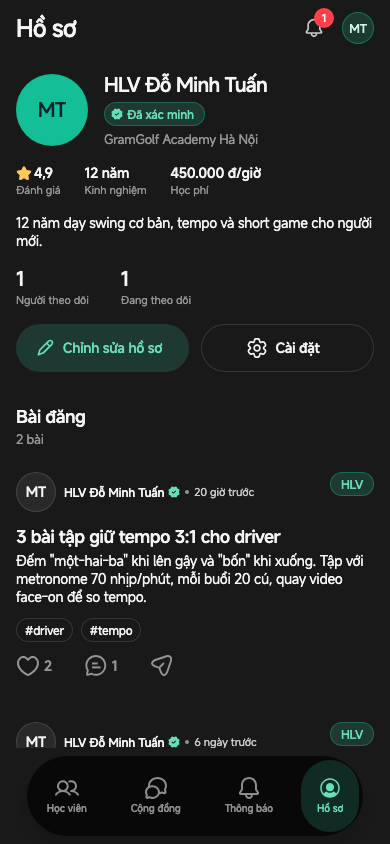 Hồ sơ
1
MT
MT
HLV Đỗ Minh Tuấn
Đã xác minh
GramGolf Academy Hà Nội
4,9
Đánh giá
12 năm
Kinh nghiệm
450.000 đ/giờ
Học phí
12 năm dạy swing cơ bản, tempo và short game cho người
mới.
1
Người theo dõi
1
Đang theo dõi
Chỉnh sửa hồ sơ
Cài đặt
Bài đăng
2 bài
MT
HLV Đỗ Minh Tuấn • 20 giờ trước
HLV
3 bài tập giữ tempo 3:1 cho driver
Đếm "một-hai-ba" khi lên gậy và "bốn" khi xuống. Tập với
metronome 70 nhịp/phút, mỗi buổi 20 cú, quay video
face-on để so tempo.
#driver
#tempo
2
1
MT
HLV Đỗ Minh Tuấn • 6 ngày trước
HLV
Học viên
Cộng đồng
Thông báo
Hồ sơ